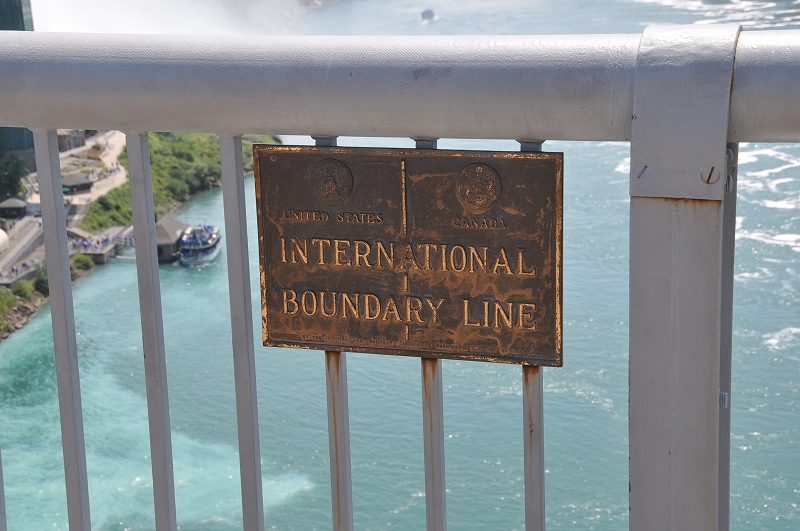 UNITED STATES CANADA
INTERNATIONAL
BOUNDARY LINE